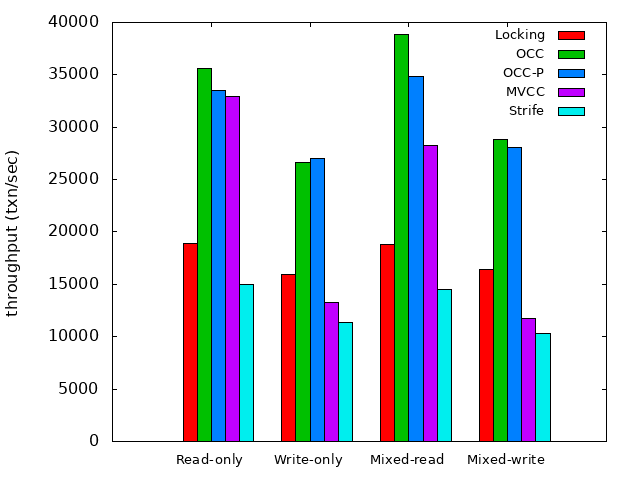 40000
35000
30000
25000
20000
15000
10000
5000
0
throughput (txn/sec)
Locking
OCC
OCC-P
MVCC
Strife
Read-only Write-only Mixed-read Mixed-write